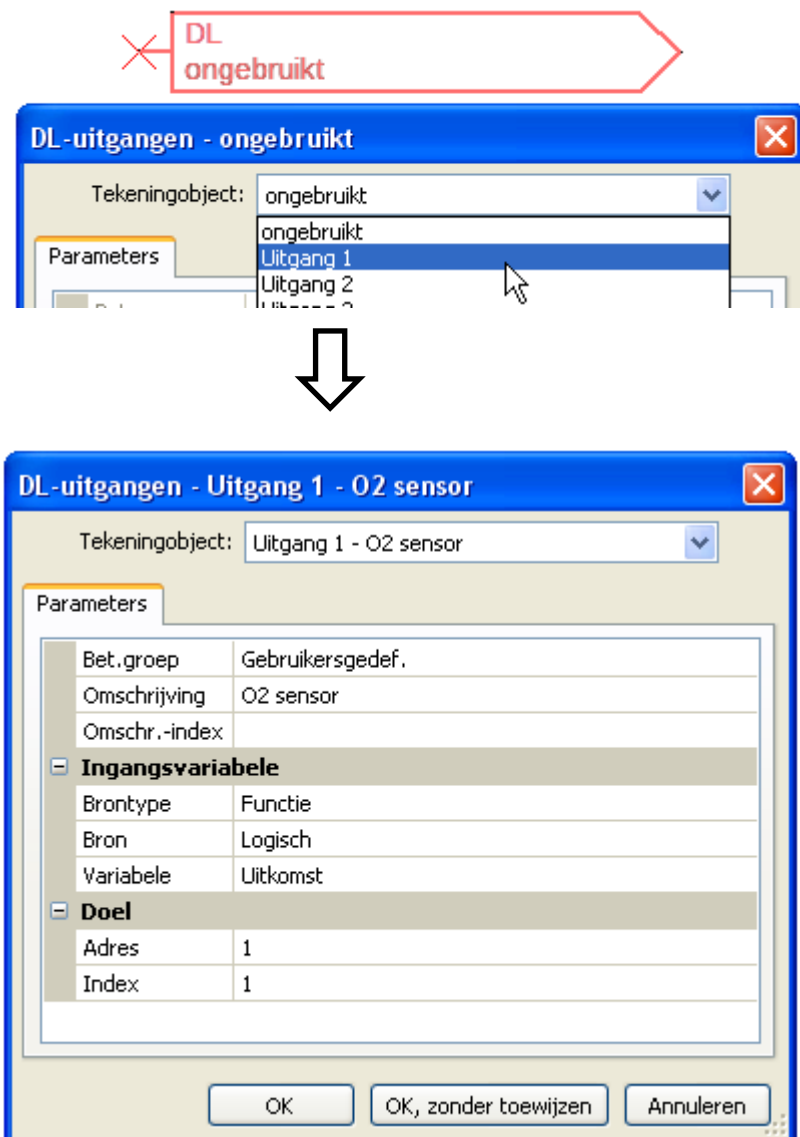 DL
ongebruikt
DL-uitgangen - ongebruikt
Tekeningobject: ongebruikt
ongebruikt
Parameters
Uitgang 1
Uitgang 2
DL-uitgangen - Uitgang 1 - O2 sensor
Tekeningobject: Uitgang 1 - O2 sensor
Parameters
Bet.groep Gebruikersgedef.
Omschrijving O2 sensor
Omschr.-index
Ingangsvariabele
Brontype Functie
Bron Logisch
Variabele Uitkomst
Doel
Adres 1
Index 1
OK OK, zonder toewijzen Annuleren